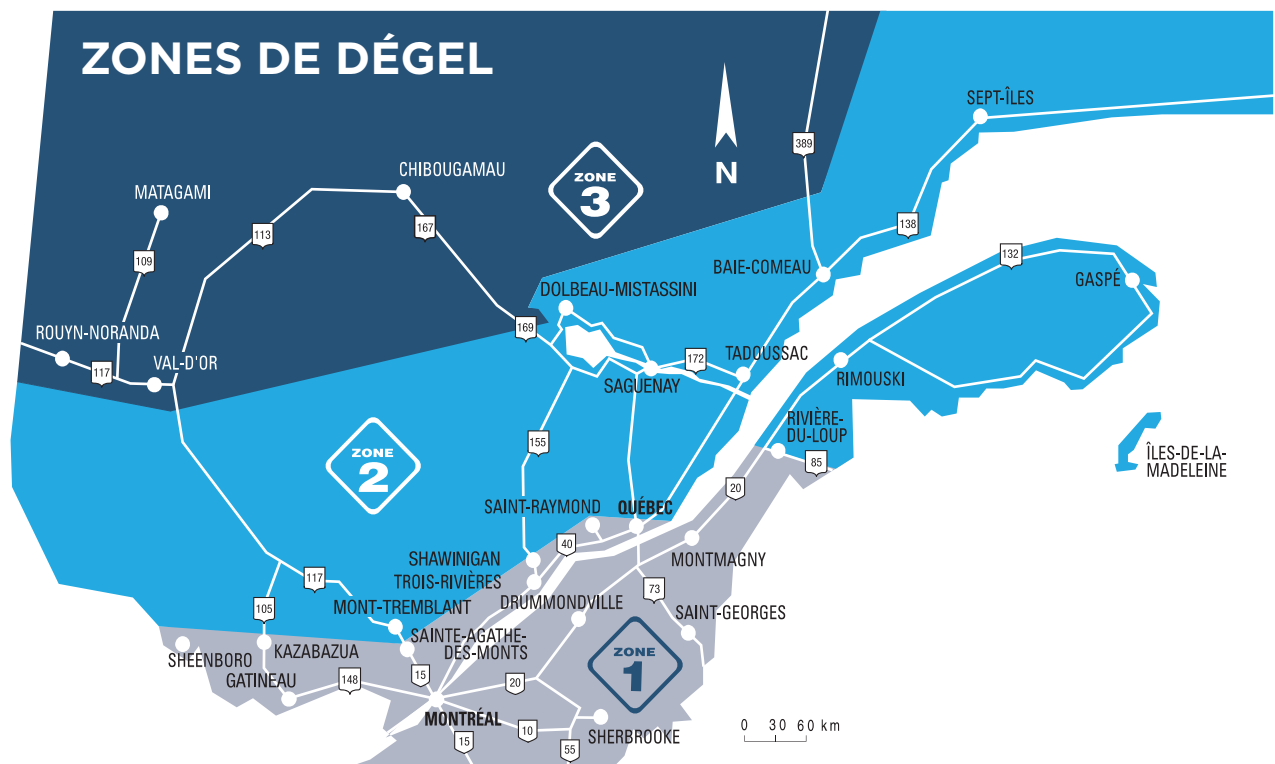 ZONES DE DÉGEL
SEPT-ÎLES
389
N
ZONE
3
CHIBOUGAMAU
MATAGAMI
167
113
138
132
109
BAIE-COMEAU
GASPÉ
DOLBEAU-MISTASSINI
169
ROUYN-NORANDA
117
VAL-D'OR
172
TADOUSSAC
SAGUENAY
RIMOUSKI
RIVIÈRE-
DU-LOUP
85
155
ZONE
2
ÎLES-DE-LA-
MADELEINE
20
SAINT-RAYMOND
QUÉBEC
40
MONTMAGNY
SHAWINIGAN
TROIS-RIVIÈRES
117
73
105
MONT-TREMBLANT
DRUMMONDVILLE
SAINT-GEORGES
SAINTE-AGATHE-
DES-MONTS
SHEENBORO
KAZABAZUA
ZONE
1
GATINEAU
148
15
20
MONTRÉAL
10
SHERBROOKE
15
55
0 30 60 km